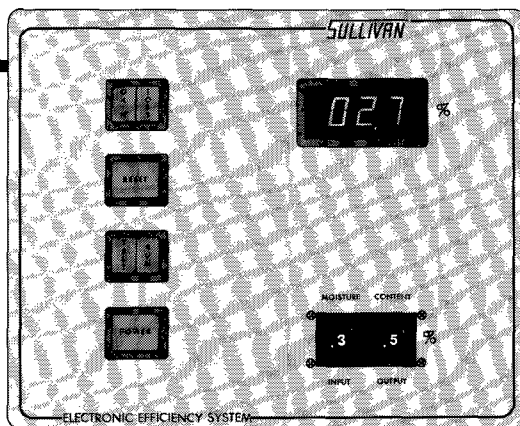 SULLIVAN
02.7 %
RESET
MOISTURE CONTENT
POWER
.3 .5 %
INPUT OUTPUT
ELECTRONIC EFFICIENCY SYSTEM